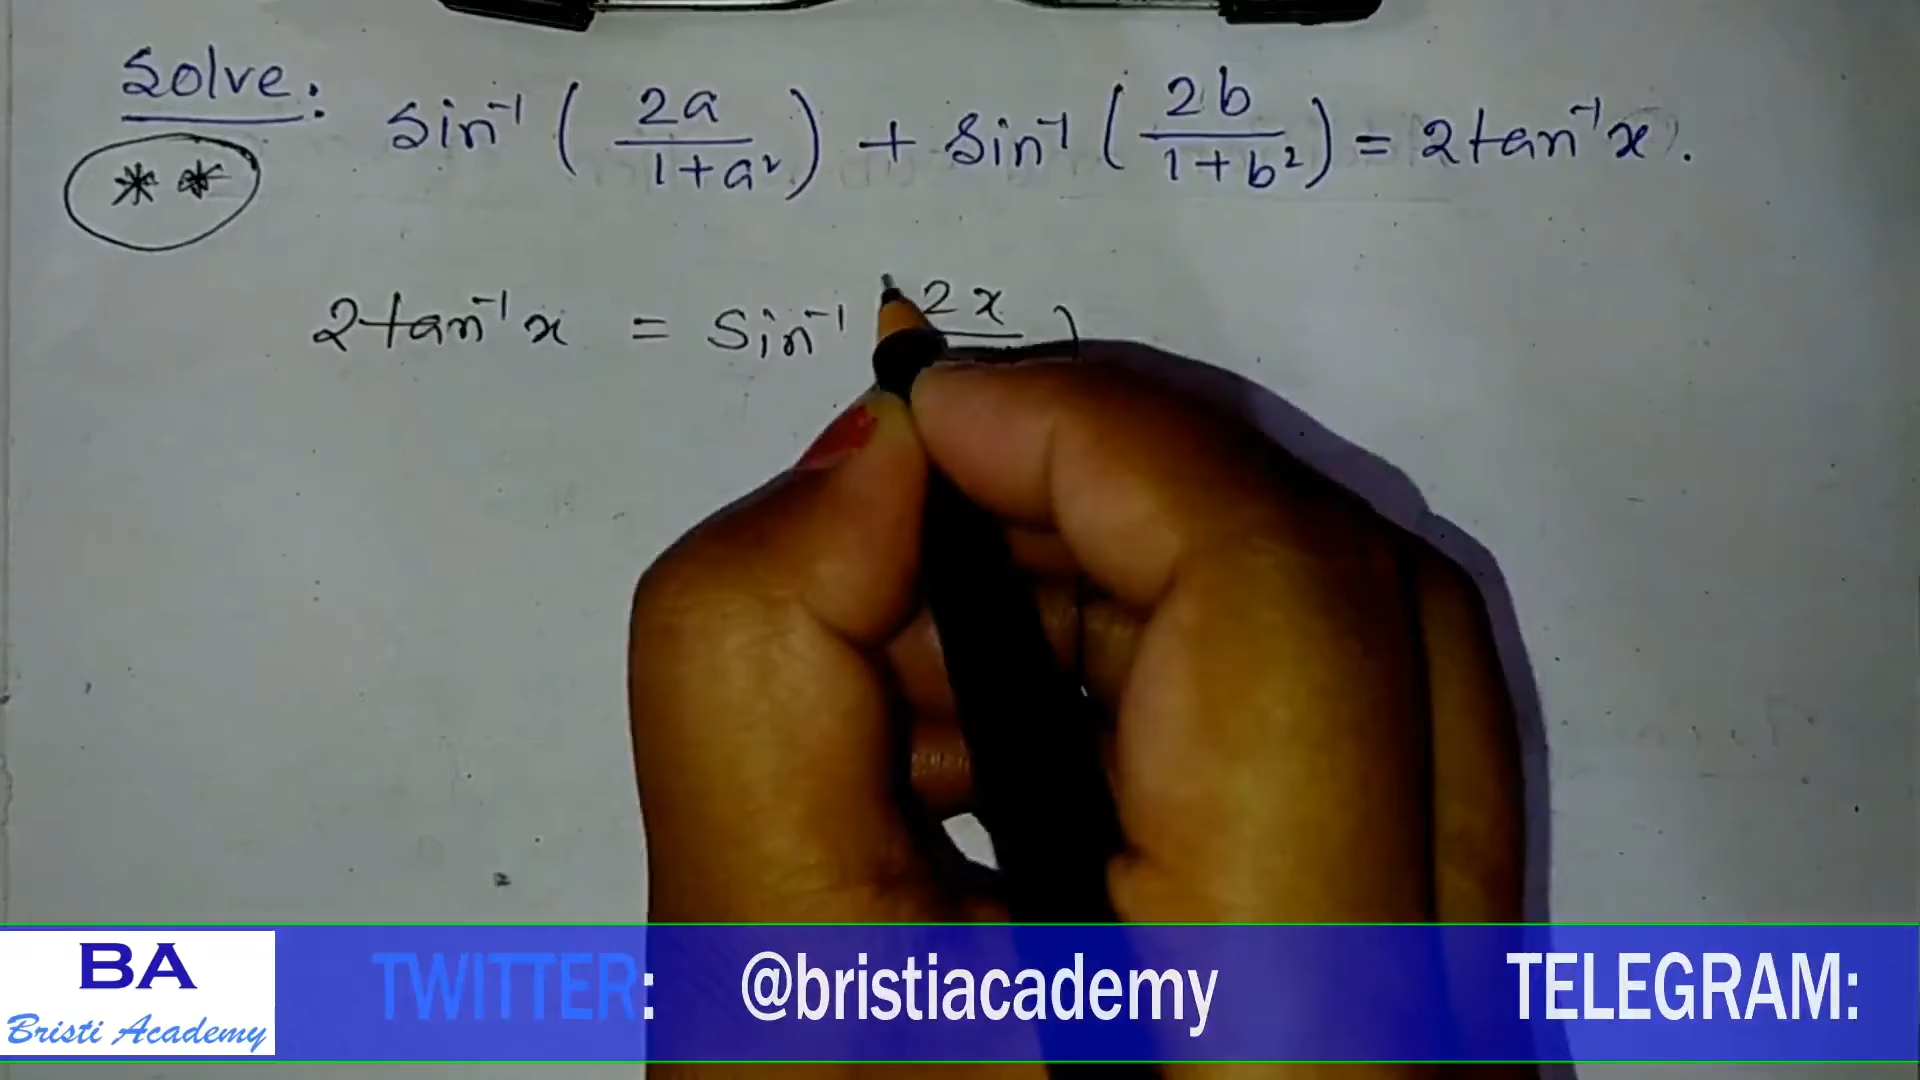 Solve: sin⁻¹ ( 2a / 1+a² ) + sin⁻¹ ( 2b / 1+b² ) = 2tan⁻¹x .
**
2tan⁻¹x = sin⁻¹ 2x )
BA
Bristi Academy
TWITTER: @bristiacademy TELEGRAM: